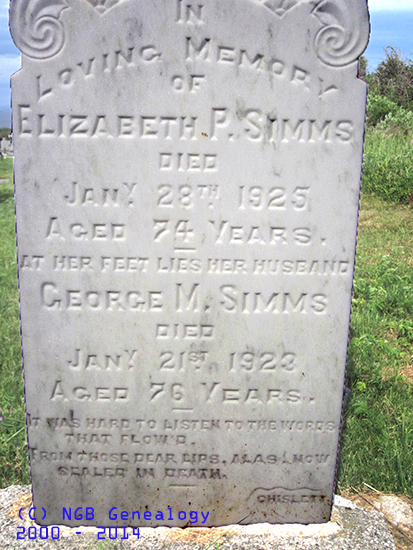 IN
LOVING MEMORY
OF
ELIZABETH P. SIMMS
DIED
JANY. 28TH 1925
AGED 74 YEARS.
AT HER FEET LIES HER HUSBAND
GEORGE M. SIMMS
DIED
JANY. 21ST 1923
AGED 76 YEARS.
IT WAS HARD TO LISTEN TO THE WORDS
THAT FLOW'D.
FROM THOSE DEAR LIPS, ALAS! NOW
SEALED IN DEATH.
CHISLETT
(C) NGB Genealogy
2000 - 2014